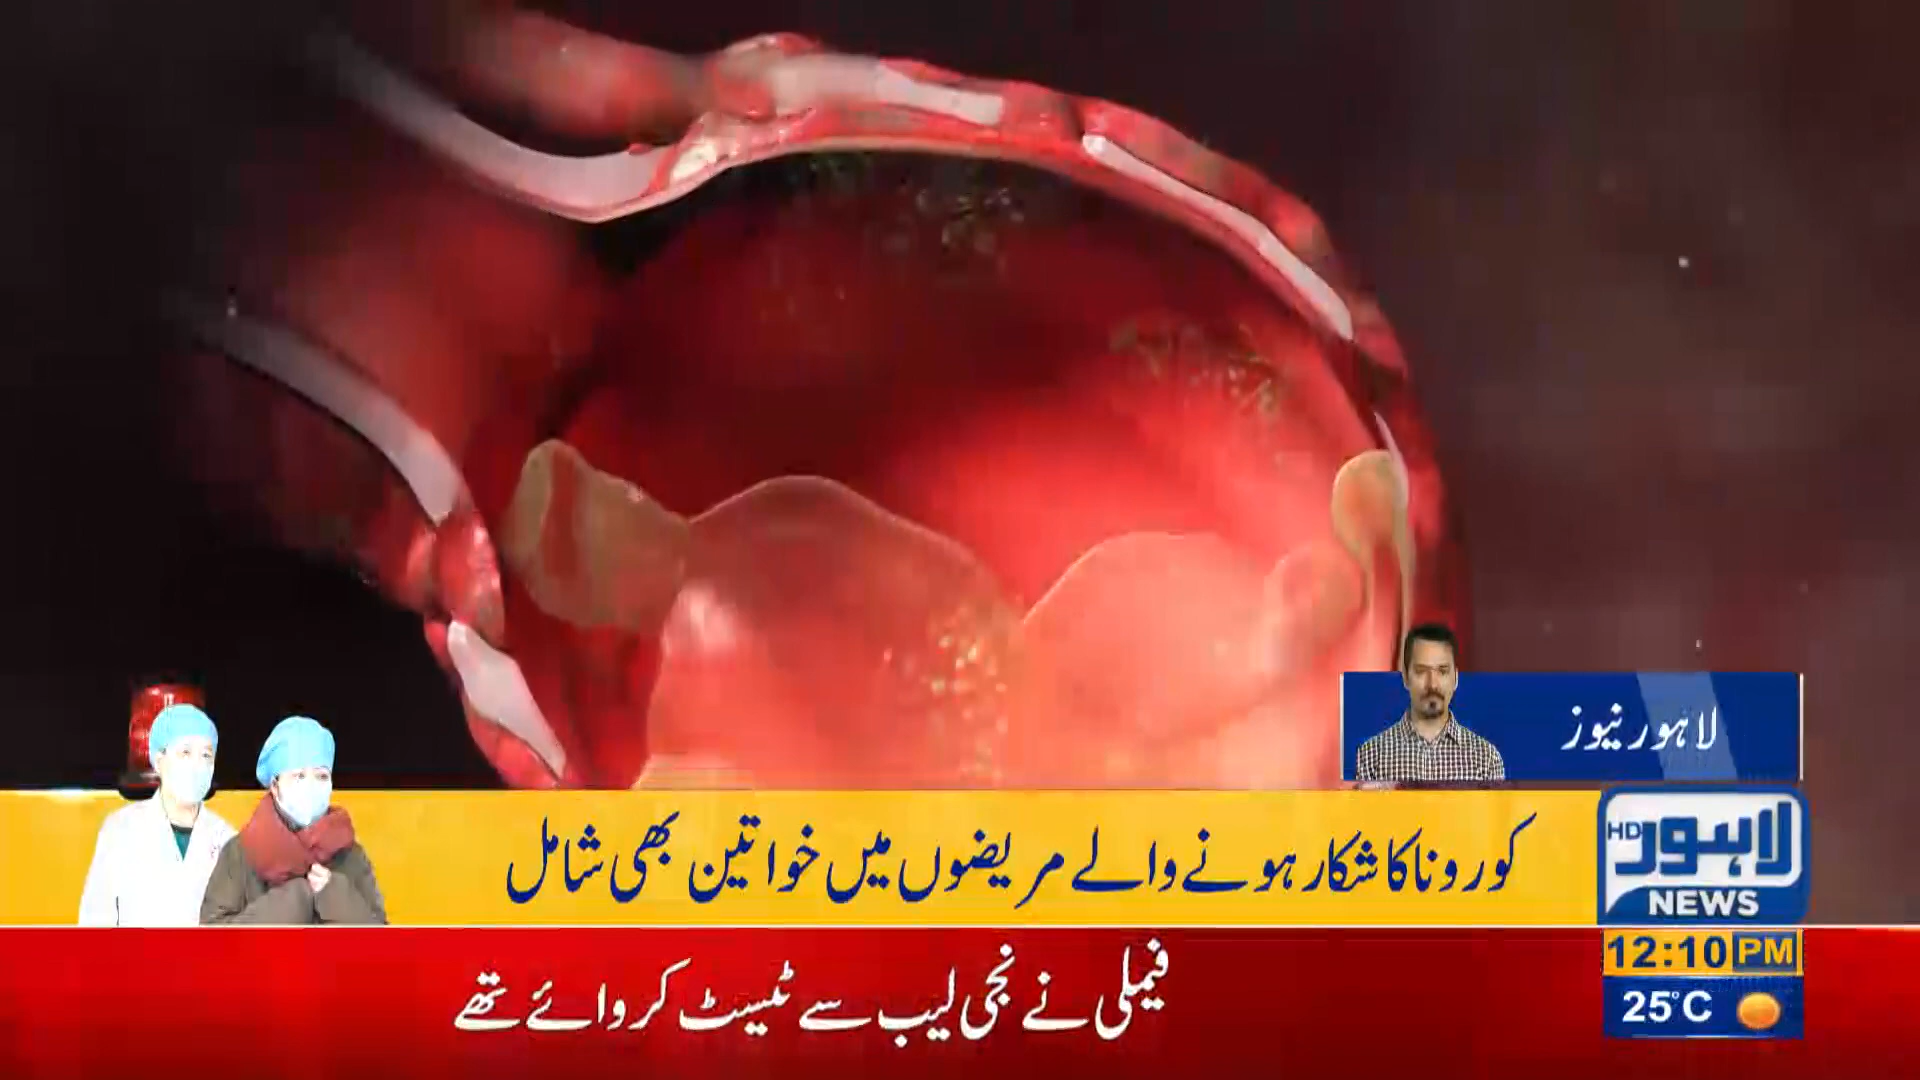 لاہور نیوز
کورونا کا شکار ہونے والے مریضوں میں خواتین بھی شامل
لاہور HD
NEWS
فیملی نے نجی لیب سے ٹیسٹ کروائے تھے
12:10 PM
25°C